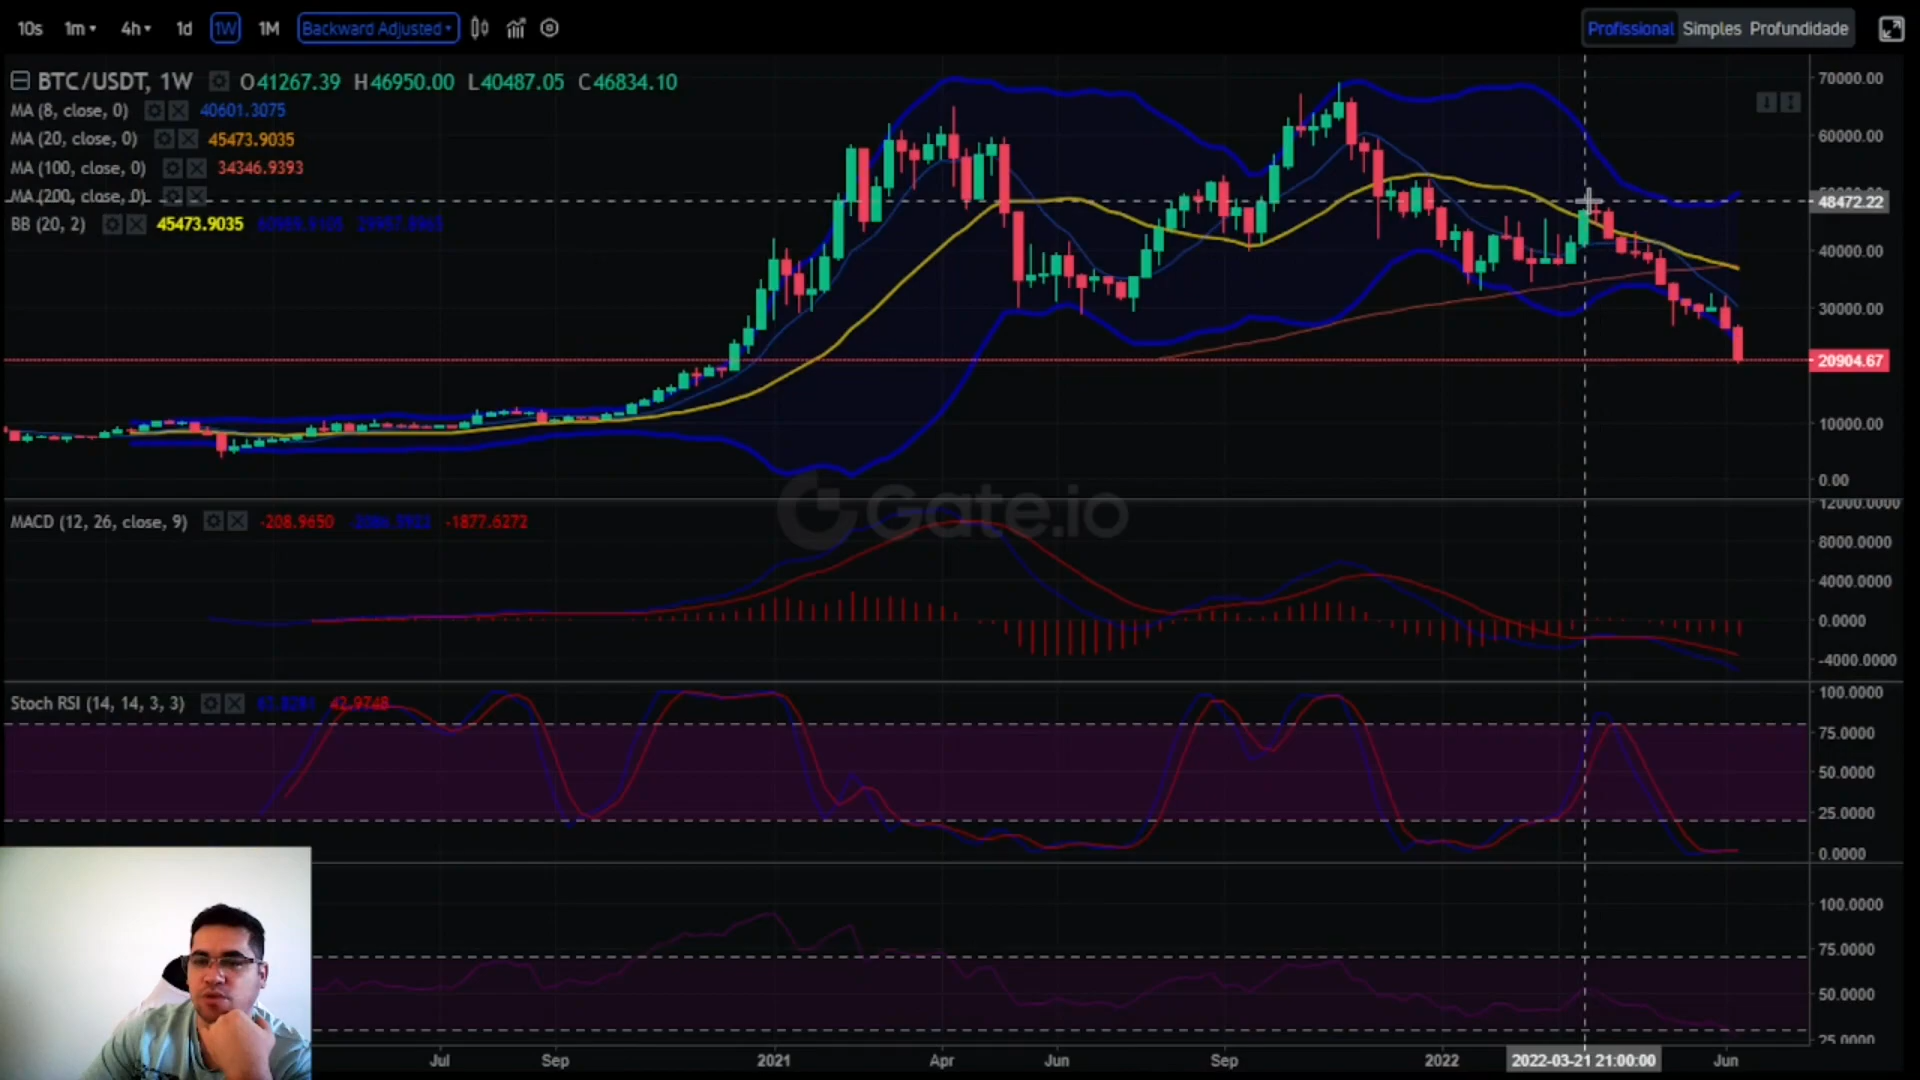 10s 1m 4h 1d 1W 1M Backward Adjusted
Profissional Simples Profundidade
BTC/USDT, 1W O41267.39 H46950.00 L40487.05 C46834.10
MA (8, close, 0) 40601.3075
MA (20, close, 0) 45473.9035
MA (100, close, 0) 34346.9393
MA (200, close, 0)
BB (20, 2) 45473.9035
70000.00
60000.00
48472.22
40000.00
30000.00
20904.67
10000.00
0.00
Gate.io
MACD (12, 26, close, 9) -208.9650 -1877.6272
12000.0000
8000.0000
4000.0000
0.0000
-4000.0000
Stoch RSI (14, 14, 3, 3) 42.9748
100.0000
75.0000
50.0000
25.0000
0.0000
100.0000
75.0000
50.0000
25.0000
Jul Sep 2021 Apr Jun Sep 2022 2022-03-21 21:00:00 Jun